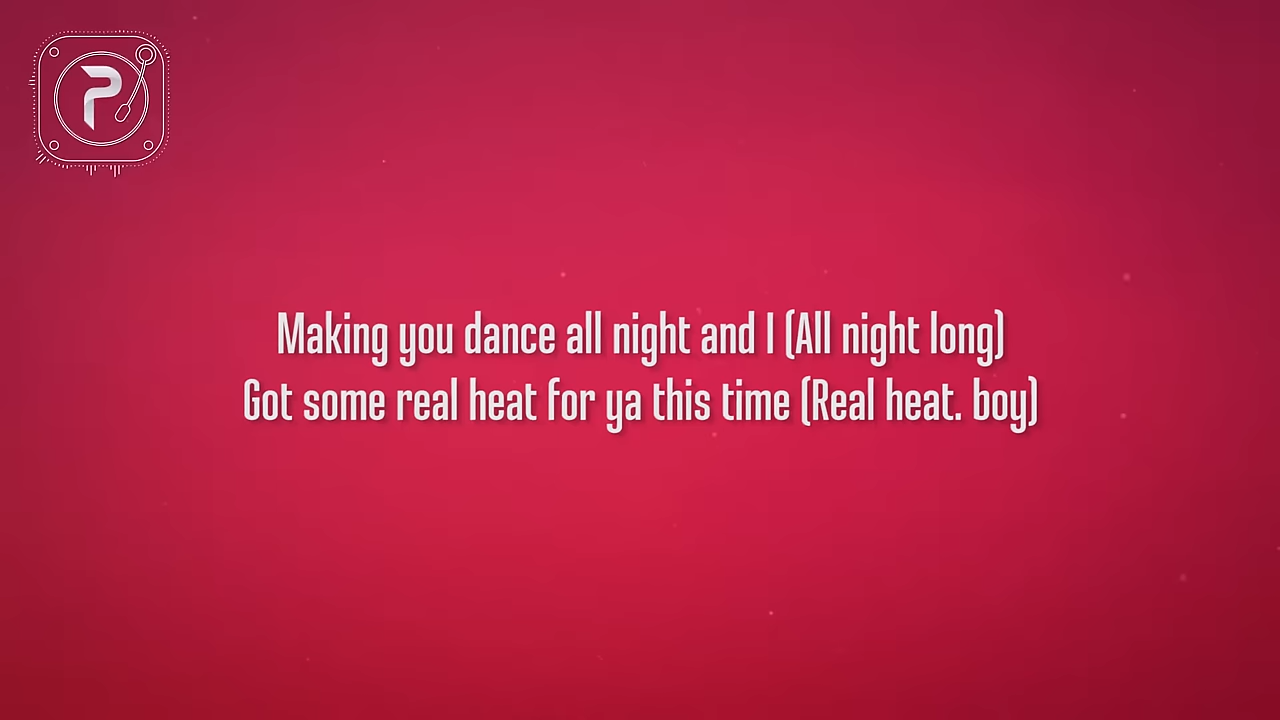 P
Making you dance all night and I (All night long)
Got some real heat for ya this time (Real heat. boy)